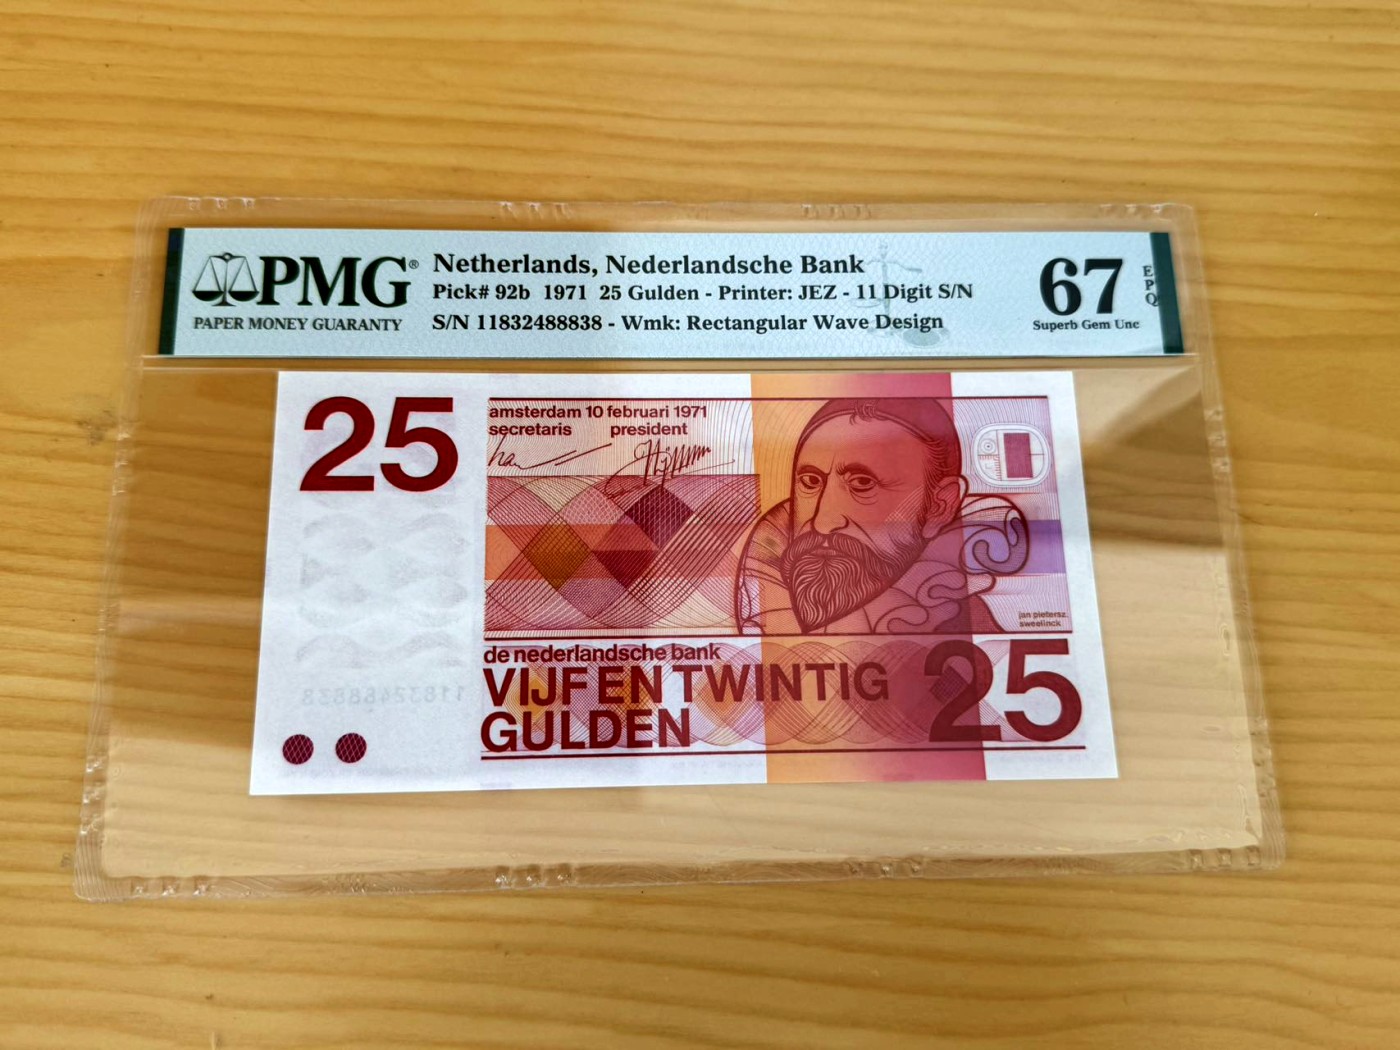 PMG®
PAPER MONEY GUARANTY
Netherlands, Nederlandsche Bank
Pick# 92b 1971 25 Gulden - Printer: JEZ - 11 Digit S/N
S/N 11832488838 - Wmk: Rectangular Wave Design
67
Superb Gem Unc
EPQ
25
amsterdam 10 februari 1971
secretaris president
jan pietersz.
sweelinck
de nederlandsche bank
VIJFENTWINTIG
GULDEN
25
11832488838